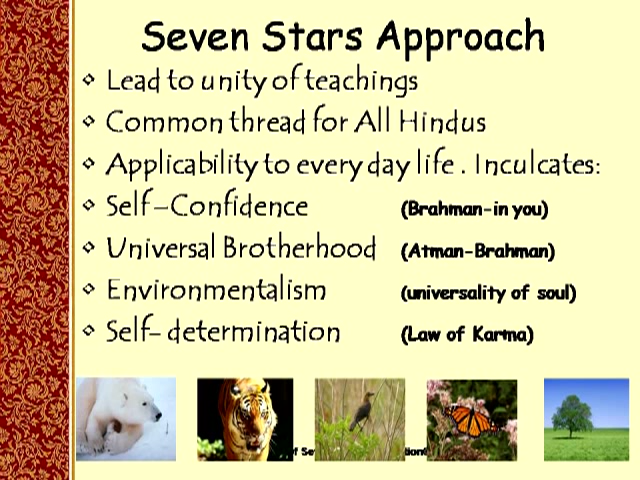 Seven Stars Approach
• Lead to unity of teachings
• Common thread for All Hindus
• Applicability to every day life . Inculcates:
• Self-Confidence (Brahman-in you)
• Universal Brotherhood (Atman-Brahman)
• Environmentalism (universality of soul)
• Self- determination (Law of Karma)